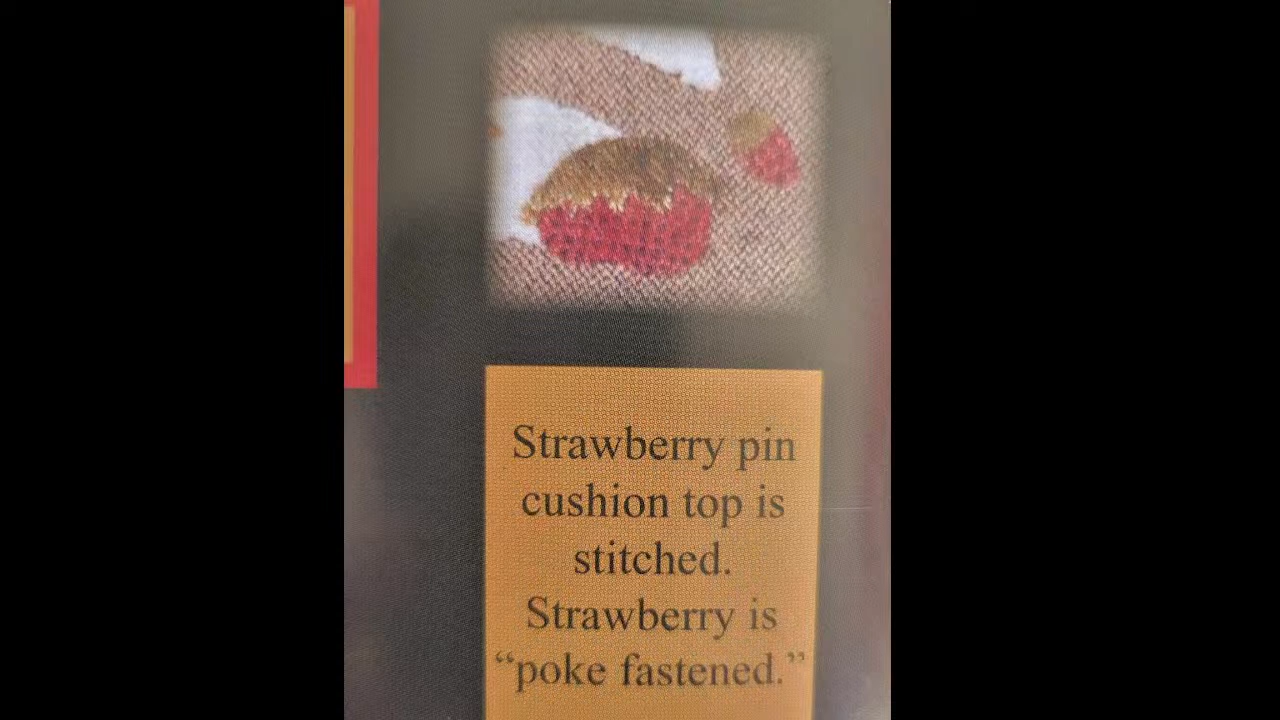 Strawberry pin
cushion top is
stitched.
Strawberry is
“poke fastened.”